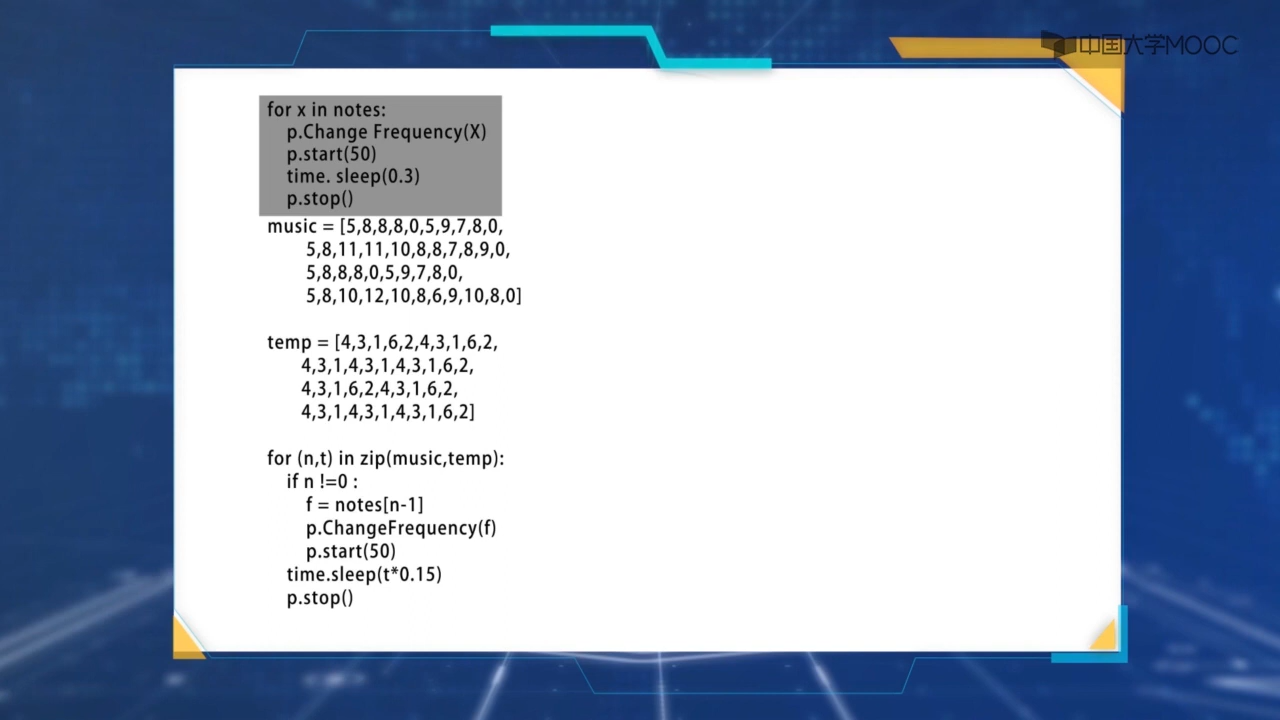 中国大学MOOC
for x in notes:
p.Change Frequency(X)
p.start(50)
time. sleep(0.3)
p.stop()
music = [5,8,8,8,0,5,9,7,8,0,
5,8,11,11,10,8,8,7,8,9,0,
5,8,8,8,0,5,9,7,8,0,
5,8,10,12,10,8,6,9,10,8,0]
temp = [4,3,1,6,2,4,3,1,6,2,
4,3,1,4,3,1,4,3,1,6,2,
4,3,1,6,2,4,3,1,6,2,
4,3,1,4,3,1,4,3,1,6,2]
for (n,t) in zip(music,temp):
if n !=0 :
f = notes[n-1]
p.ChangeFrequency(f)
p.start(50)
time.sleep(t*0.15)
p.stop()